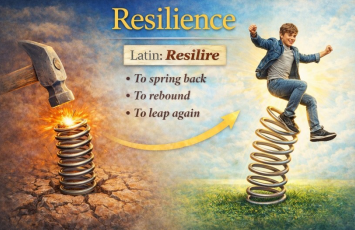 Resilience
Latin: Resilire
• To spring back
• To rebound
• To leap again